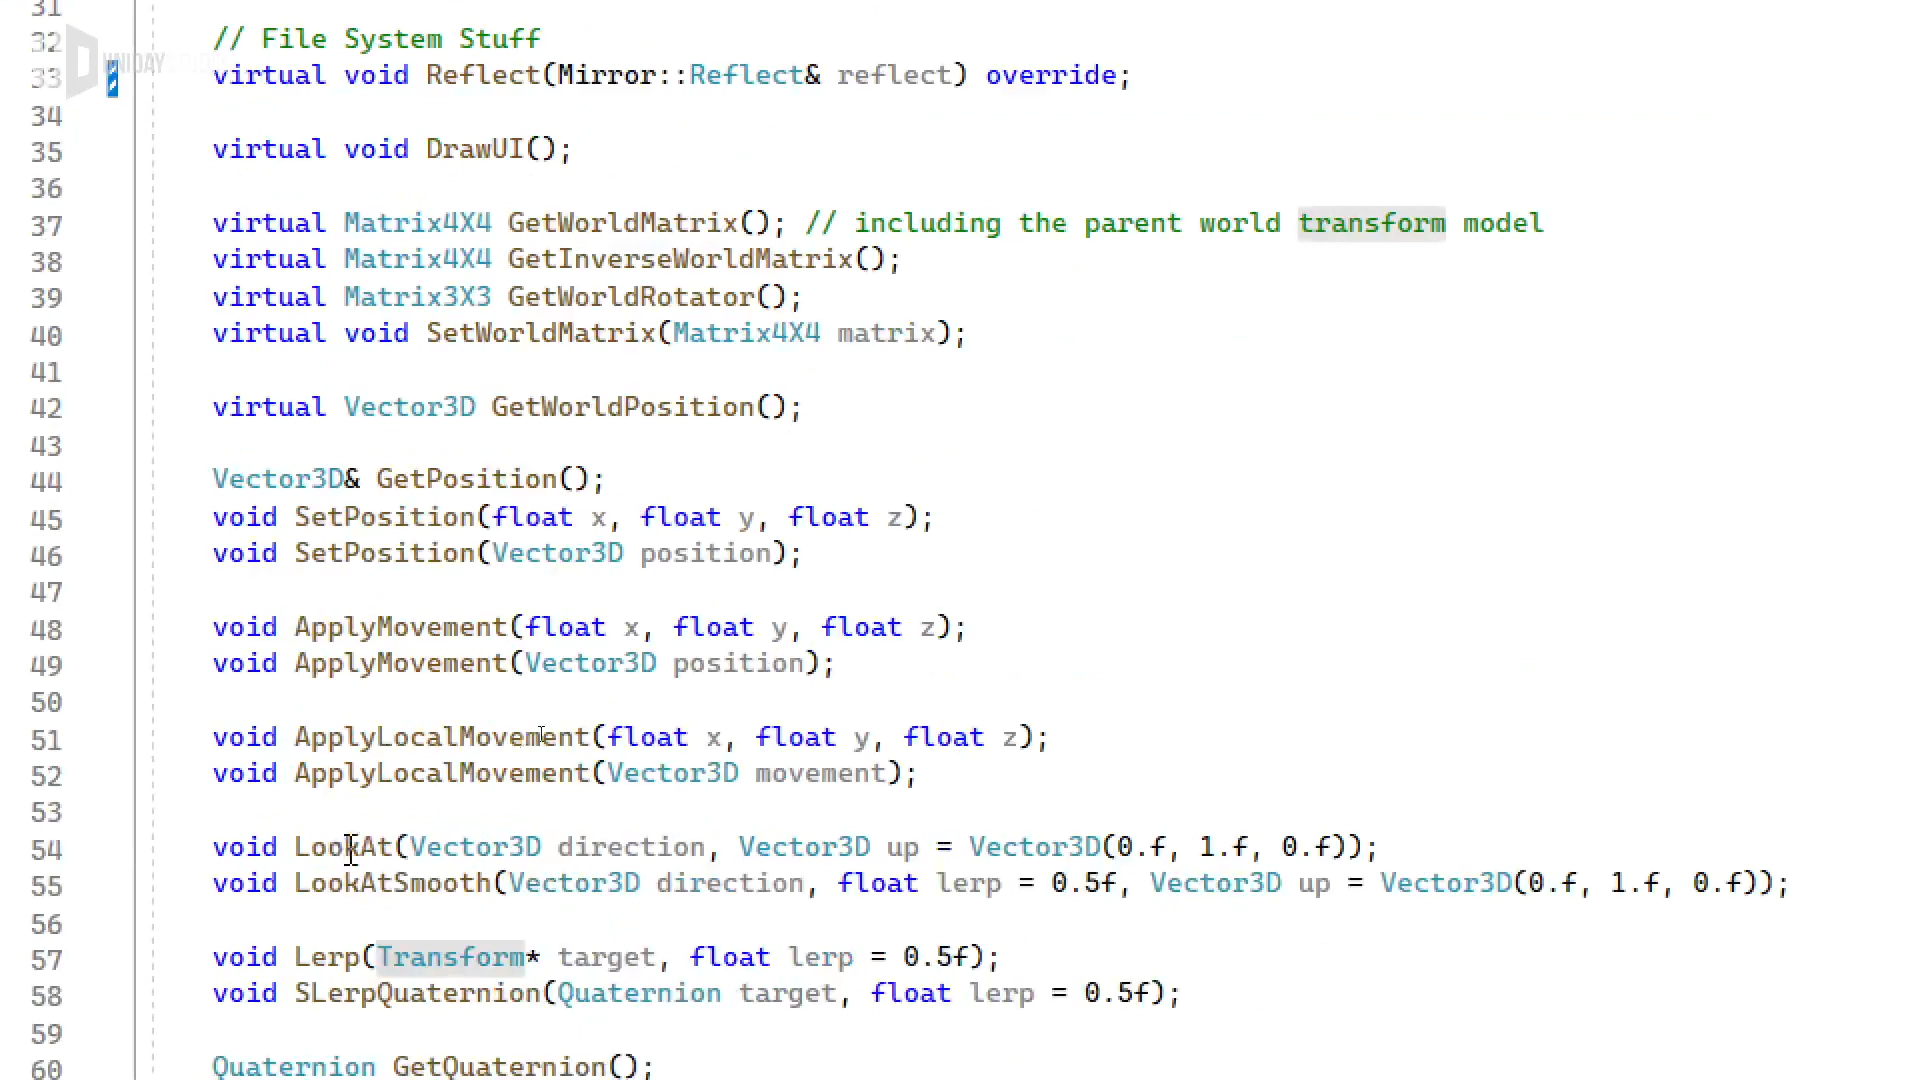 31
32 // File System Stuff
UNIDAY STUDIO
33 virtual void Reflect(Mirror::Reflect& reflect) override;
34
35 virtual void DrawUI();
36
37 virtual Matrix4X4 GetWorldMatrix(); // including the parent world transform model
38 virtual Matrix4X4 GetInverseWorldMatrix();
39 virtual Matrix3X3 GetWorldRotator();
40 virtual void SetWorldMatrix(Matrix4X4 matrix);
41
42 virtual Vector3D GetWorldPosition();
43
44 Vector3D& GetPosition();
45 void SetPosition(float x, float y, float z);
46 void SetPosition(Vector3D position);
47
48 void ApplyMovement(float x, float y, float z);
49 void ApplyMovement(Vector3D position);
50
51 void ApplyLocalMovement(float x, float y, float z);
52 void ApplyLocalMovement(Vector3D movement);
53
54 void LookAt(Vector3D direction, Vector3D up = Vector3D(0.f, 1.f, 0.f));
55 void LookAtSmooth(Vector3D direction, float lerp = 0.5f, Vector3D up = Vector3D(0.f, 1.f, 0.f));
56
57 void Lerp(Transform* target, float lerp = 0.5f);
58 void SLerpQuaternion(Quaternion target, float lerp = 0.5f);
59
60 Quaternion GetQuaternion();